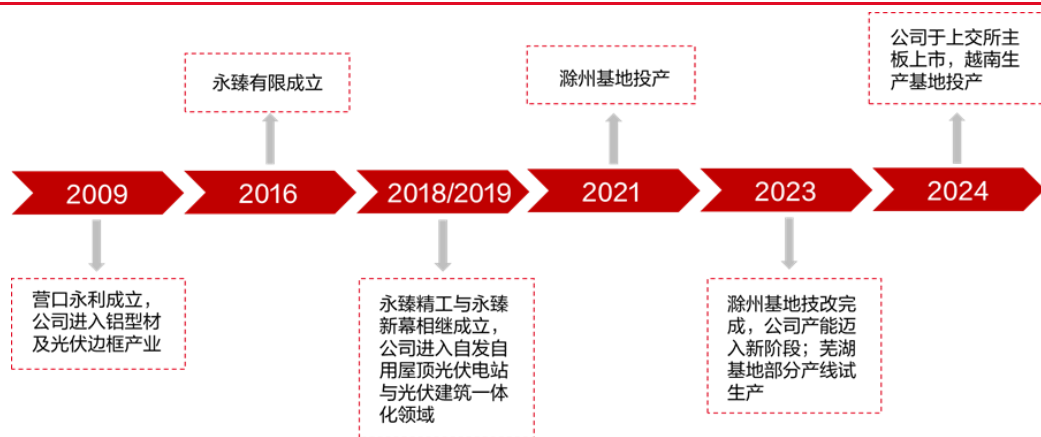 公司于上交所主
板上市，越南生
产基地投产
永臻有限成立
滁州基地投产
2009
2016
2018/2019
2021
2023
2024
营口永利成立，
公司进入铝型材
及光伏边框产业
永臻精工与永臻
新幕相继成立，
公司进入自发自
用屋顶光伏电站
与光伏建筑一体
化领域
滁州基地技改完
成，公司产能迈
入新阶段；芜湖
基地部分产线试
生产